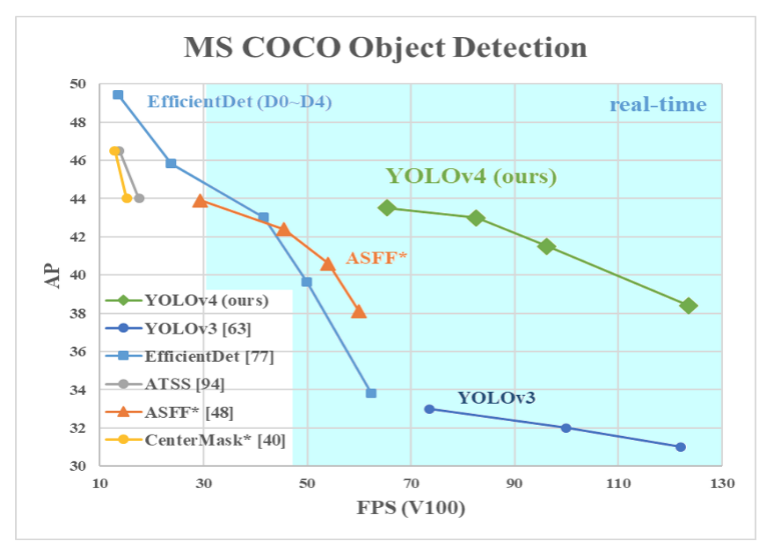 MS COCO Object Detection
50
48
46
44
42
40
38
36
34
32
30
AP
EfficientDet (D0~D4)
real-time
YOLOv4 (ours)
ASFF*
YOLOv3
YOLOv4 (ours)
YOLOv3 [63]
EfficientDet [77]
ATSS [94]
ASFF* [48]
CenterMask* [40]
10 30 50 70 90 110 130
FPS (V100)